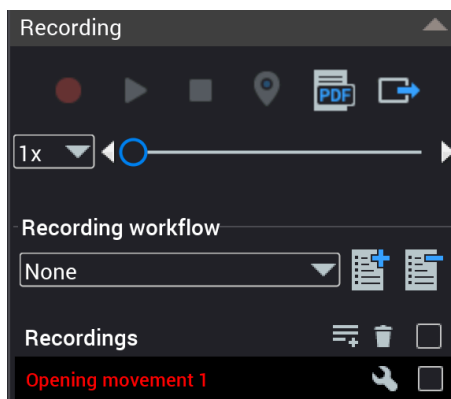 Recording
PDF
1x
Recording workflow
None
Recordings
Opening movement 1